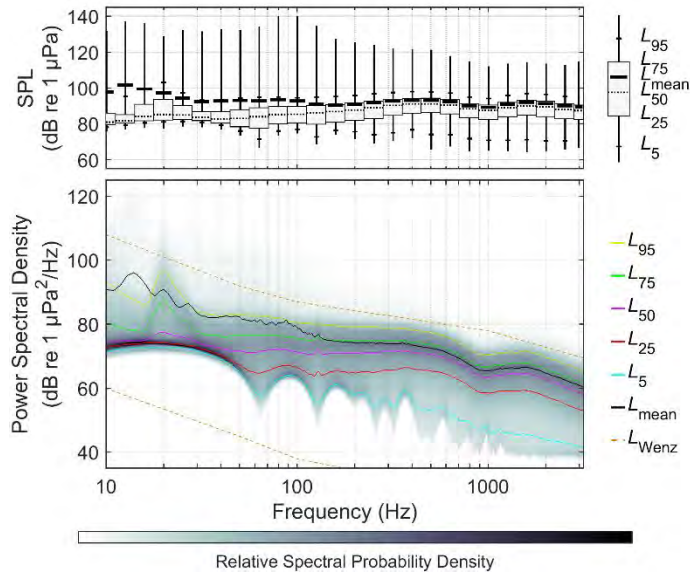 140
120
100
80
60
SPL
(dB re 1 µPa)
L95
L75
Lmean
L50
L25
L5
120
100
80
60
40
Power Spectral Density
(dB re 1 µPa²/Hz)
L95
L75
L50
L25
L5
Lmean
LWenz
10 100 1000
Frequency (Hz)
Relative Spectral Probability Density